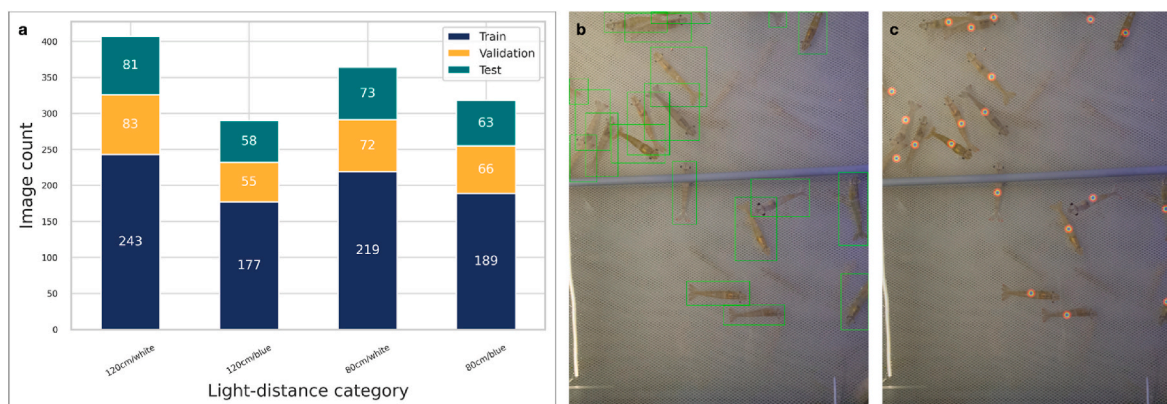 a
Image count
400
350
300
250
200
150
100
50
0
Train
Validation
Test
81
83
243
58
55
177
73
72
219
63
66
189
120cm/white
120cm/blue
80cm/white
80cm/blue
Light-distance category
b
c